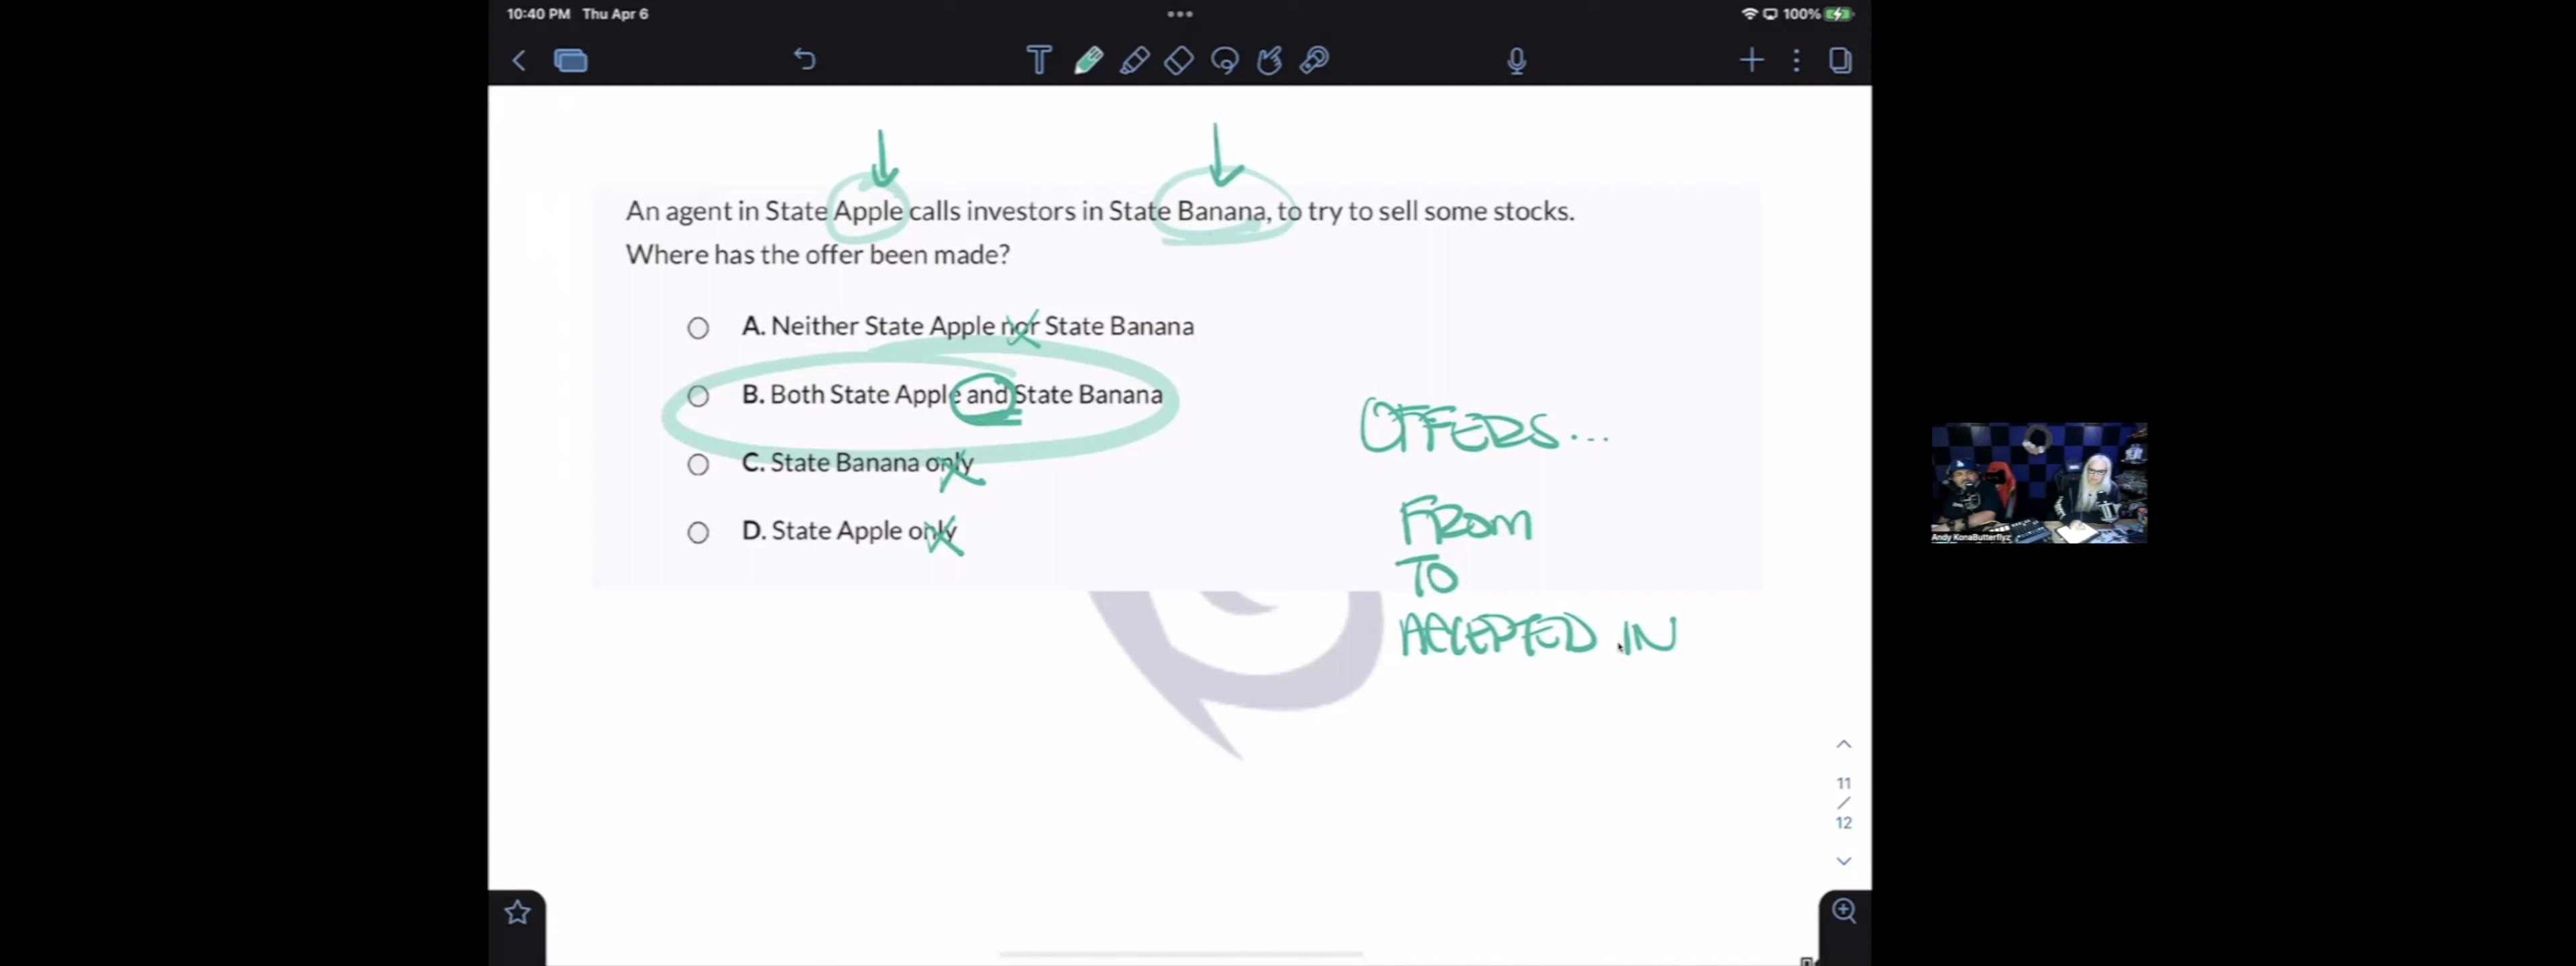 10:40 PM Thu Apr 6
100%
An agent in State Apple calls investors in State Banana, to try to sell some stocks.
Where has the offer been made?
A. Neither State Apple nor State Banana
B. Both State Apple and State Banana
C. State Banana only
D. State Apple only
OFFERS...
FROM
TO
ACCEPTED IN
Andy KonaButterflyz
11
/
12